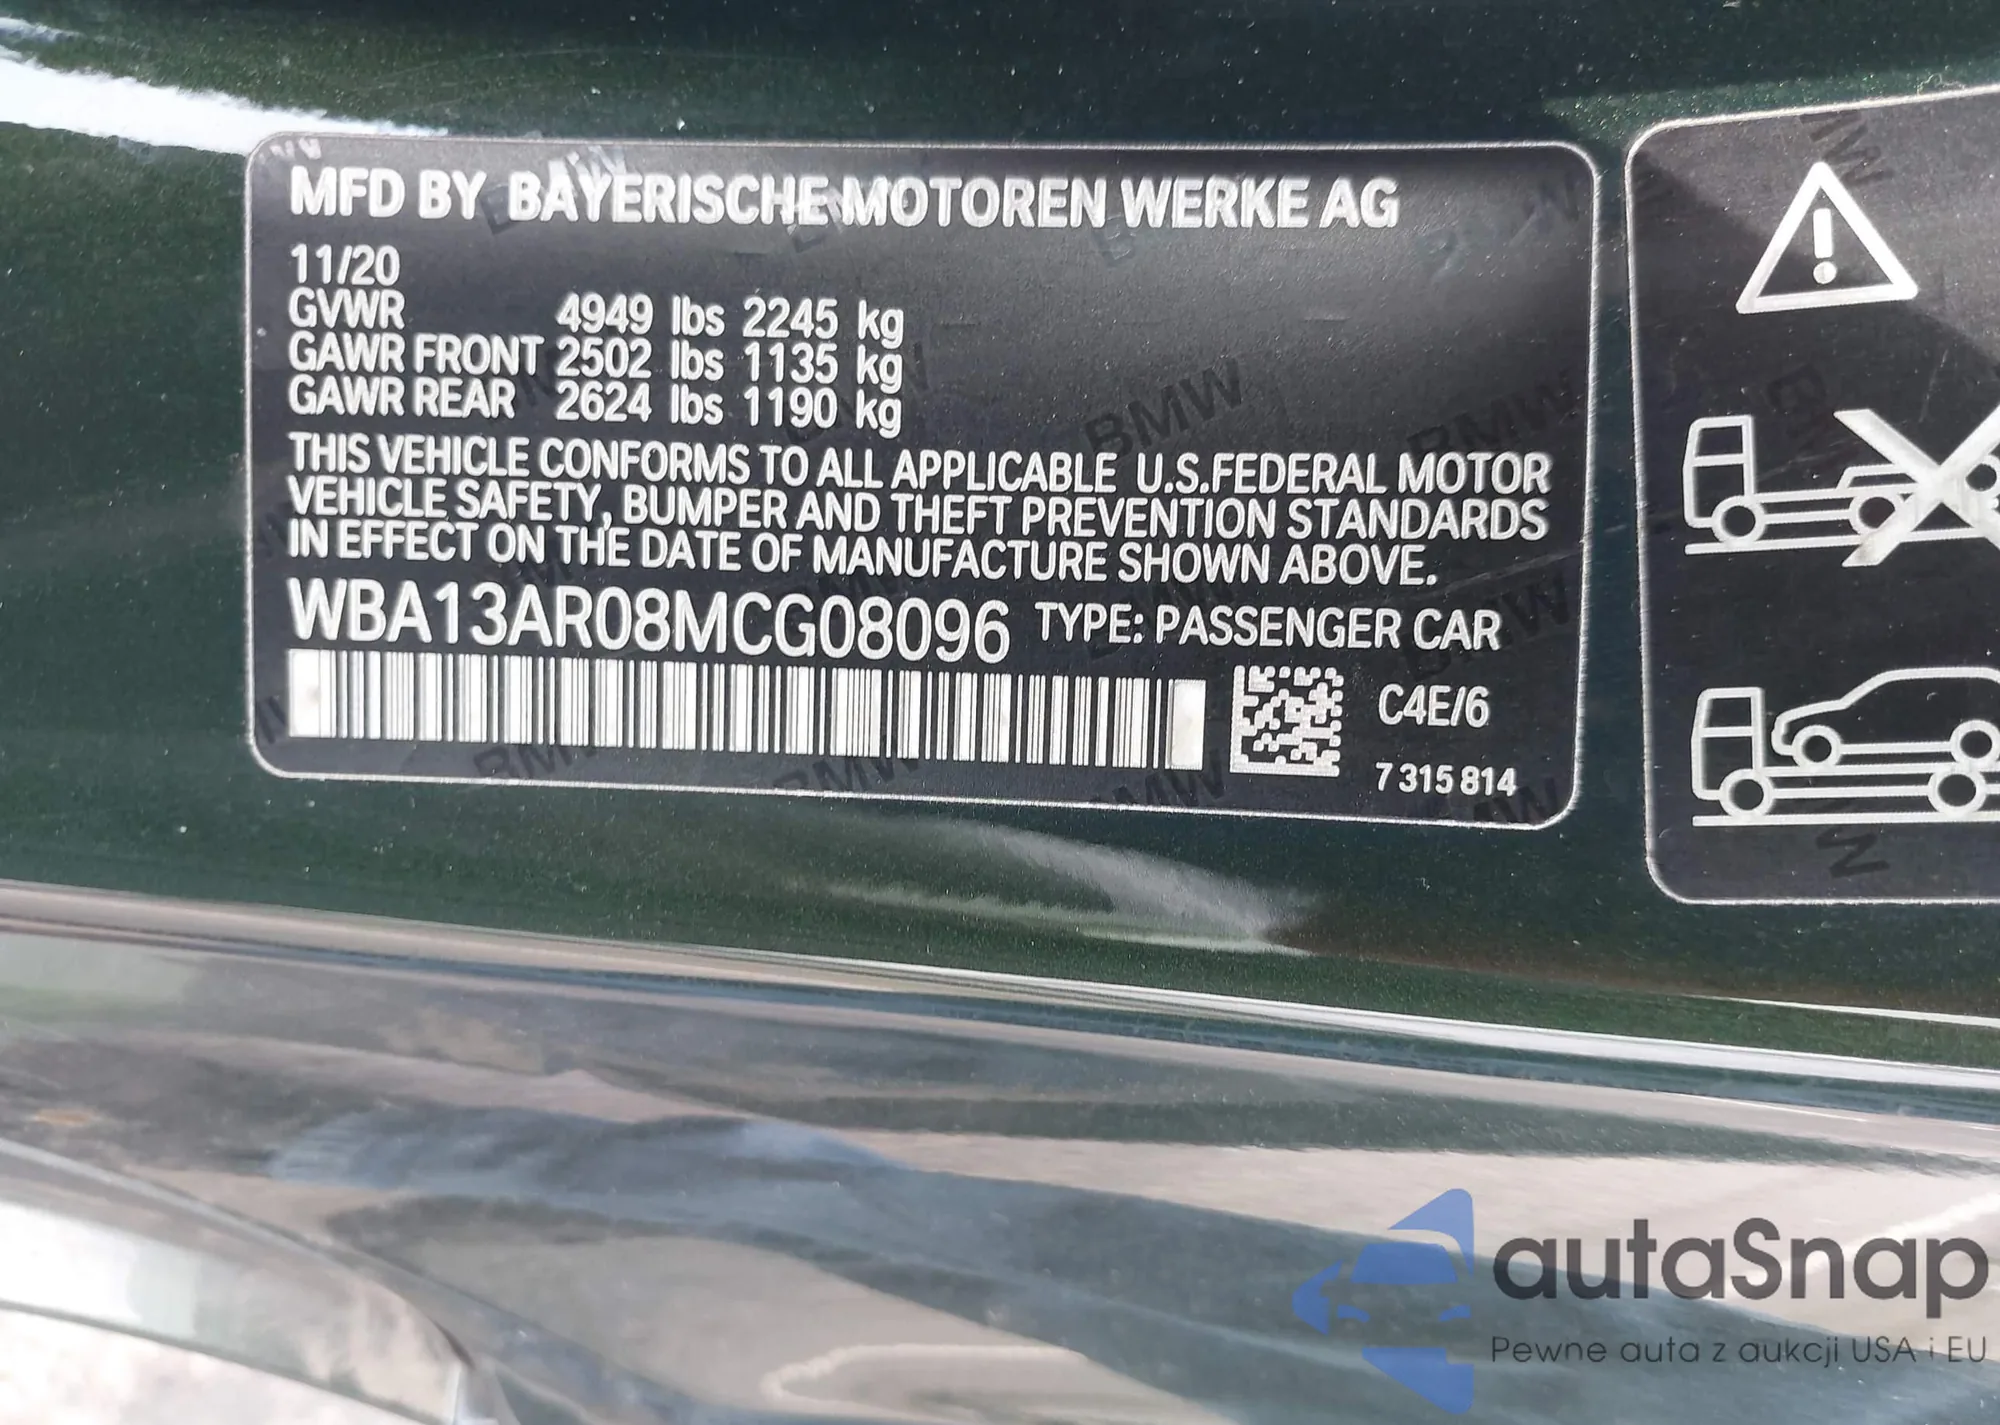 MFD BY BAYERISCHE MOTOREN WERKE AG
11/20
GVWR 4949 lbs 2245 kg
GAWR FRONT 2502 lbs 1135 kg
GAWR REAR 2624 lbs 1190 kg
THIS VEHICLE CONFORMS TO ALL APPLICABLE U.S.FEDERAL MOTOR
VEHICLE SAFETY, BUMPER AND THEFT PREVENTION STANDARDS
IN EFFECT ON THE DATE OF MANUFACTURE SHOWN ABOVE.
WBA13AR08MCG08096 TYPE: PASSENGER CAR
C4E/6
7 315 814
autaSnap
Pewne auta z aukcji USA i EU